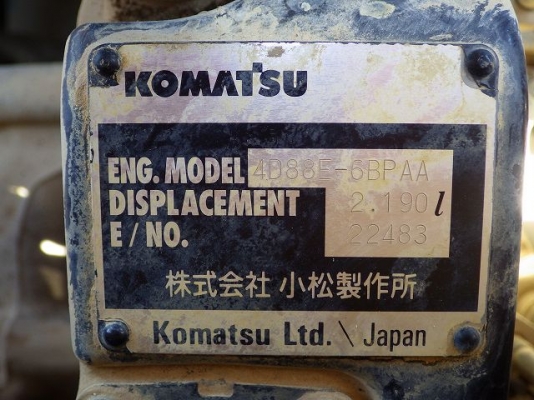 KOMATSU
ENG. MODEL 4D88E-6BPAA
DISPLACEMENT 2.190 l
E / NO. 22483
株式会社 小松製作所
Komatsu Ltd. \ Japan